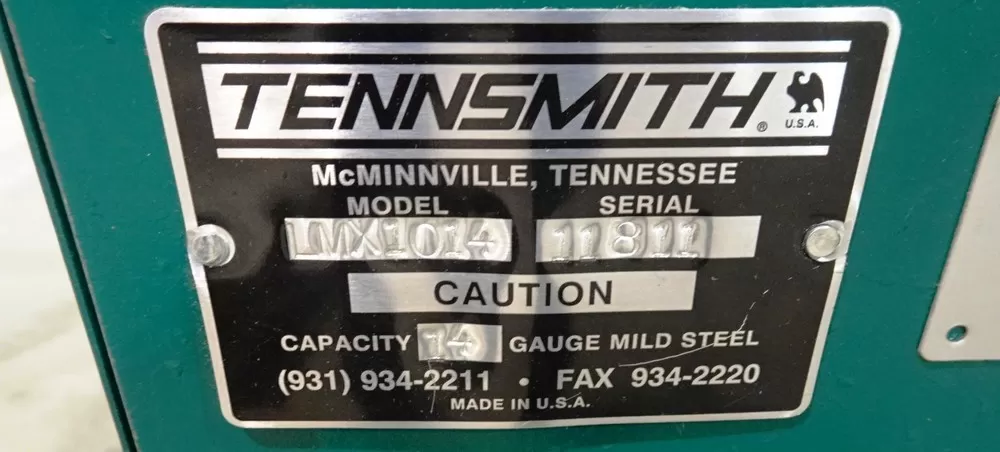 TENNSMITH®
U.S.A.
McMINNVILLE, TENNESSEE
MODEL SERIAL
LMX1014 11811
CAUTION
CAPACITY 14 GAUGE MILD STEEL
(931) 934-2211 • FAX 934-2220
MADE IN U.S.A.